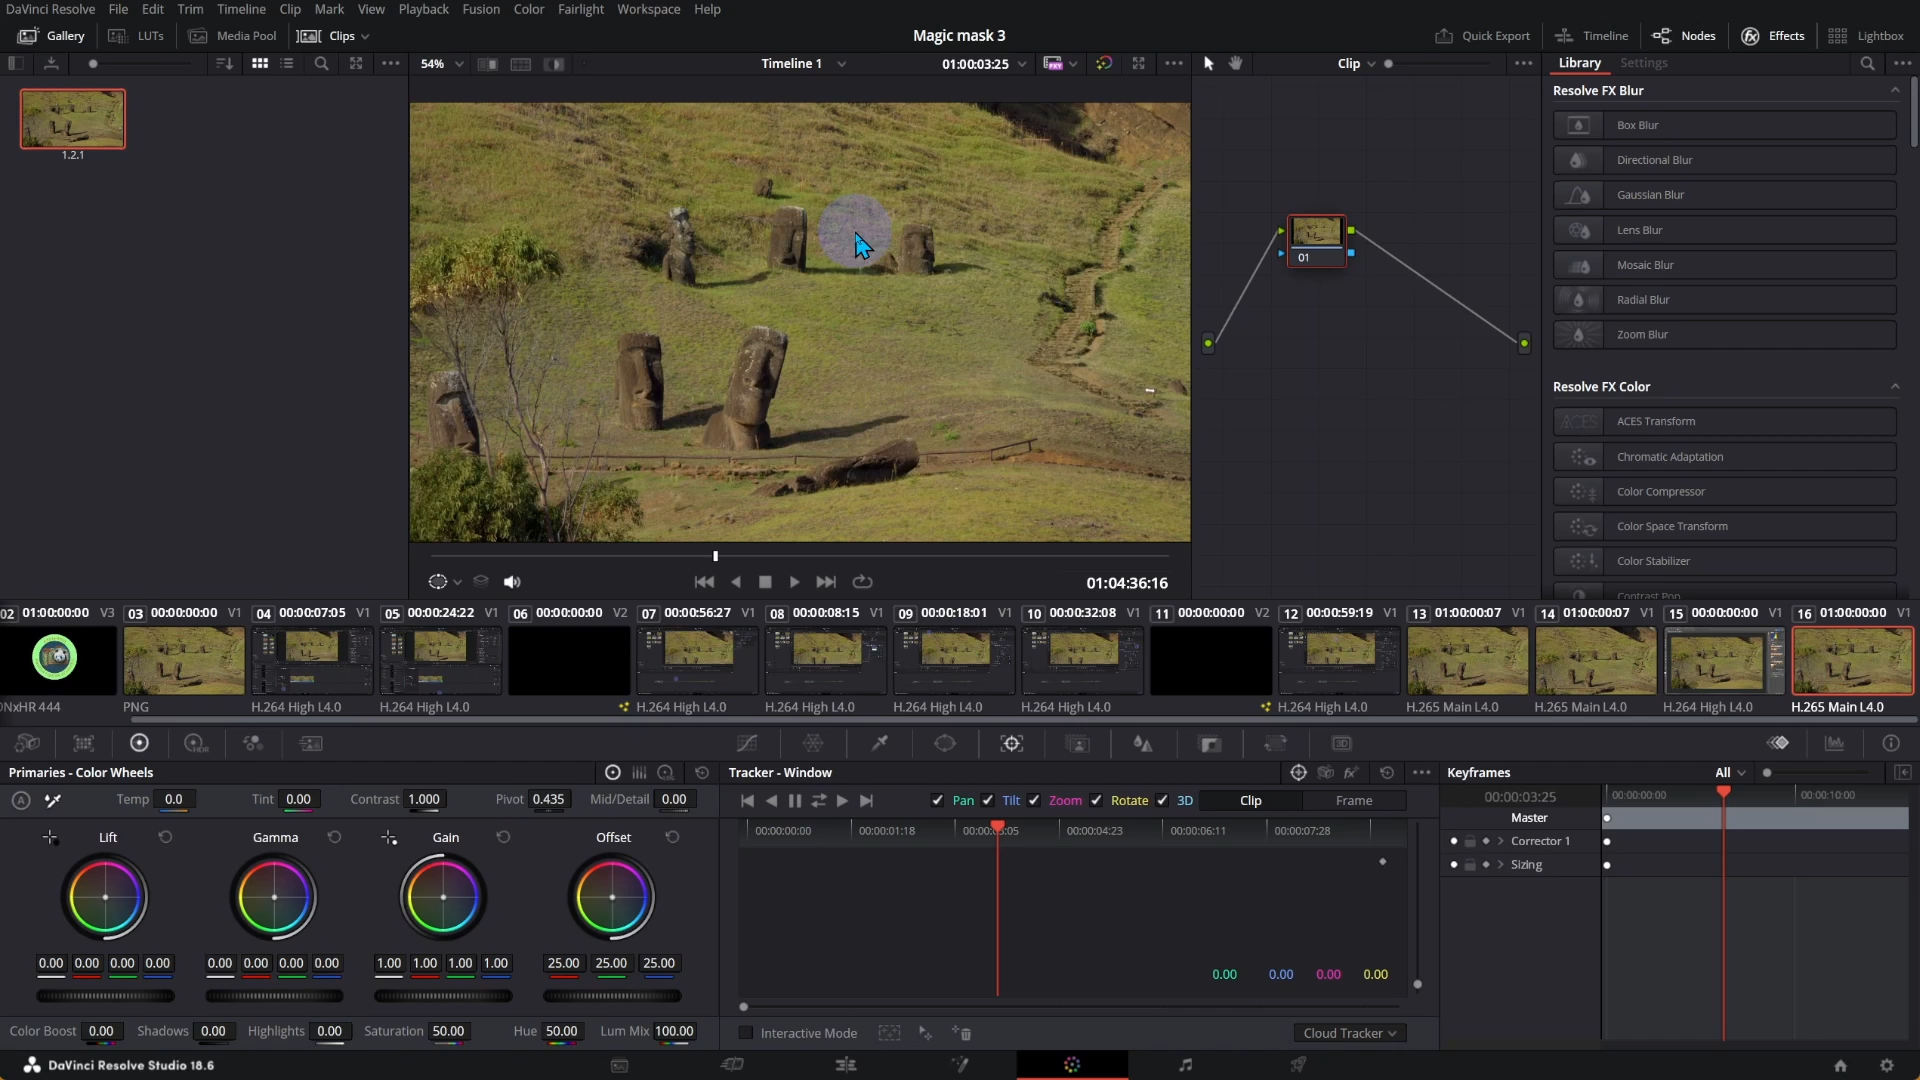 DaVinci Resolve File Edit Trim Timeline Clip Mark View Playback Fusion Color Fairlight Workspace Help
Gallery LUTs Media Pool Clips Magic mask 3 Quick Export Timeline Nodes Effects Lightbox
54% Timeline 1 01:00:03:25 Clip Library Settings
1.2.1
01
Resolve FX Blur
Box Blur
Directional Blur
Gaussian Blur
Lens Blur
Mosaic Blur
Radial Blur
Zoom Blur
Resolve FX Color
ACES Transform
Chromatic Adaptation
Color Compressor
Color Space Transform
Color Stabilizer
Contrast Pop
01:04:36:16
02 01:00:00:00 V3 03 00:00:00:00 V1 04 00:00:07:05 V1 05 00:00:24:22 V1 06 00:00:00:00 V2 07 00:00:56:27 V1 08 00:00:08:15 V1 09 00:00:18:01 V1 10 00:00:32:08 V1 11 00:00:00:00 V2 12 00:00:59:19 V1 13 01:00:00:07 V1 14 01:00:00:07 V1 15 00:00:00:00 V1 16 01:00:00:00 V1
NxHR 444 PNG H.264 High L4.0 H.264 High L4.0 H.264 High L4.0 H.264 High L4.0 H.264 High L4.0 H.264 High L4.0 H.264 High L4.0 H.265 Main L4.0 H.265 Main L4.0 H.264 High L4.0 H.265 Main L4.0
HDR 3D
Primaries - Color Wheels Tracker - Window Keyframes All
A Temp 0.0 Tint 0.00 Contrast 1.000 Pivot 0.435 Mid/Detail 0.00 Pan Tilt Zoom Rotate 3D Clip Frame 00:00:03:25 00:00:00:00 00:00:10:00
Master
Lift Gamma Gain Offset 00:00:00:00 00:00:01:18 00:00:03:05 00:00:04:23 00:00:06:11 00:00:07:28 Corrector 1
Sizing
0.00 0.00 0.00 0.00 0.00 0.00 0.00 0.00 1.00 1.00 1.00 1.00 25.00 25.00 25.00 0.00 0.00 0.00 0.00
Color Boost 0.00 Shadows 0.00 Highlights 0.00 Saturation 50.00 Hue 50.00 Lum Mix 100.00 Interactive Mode Cloud Tracker
DaVinci Resolve Studio 18.6